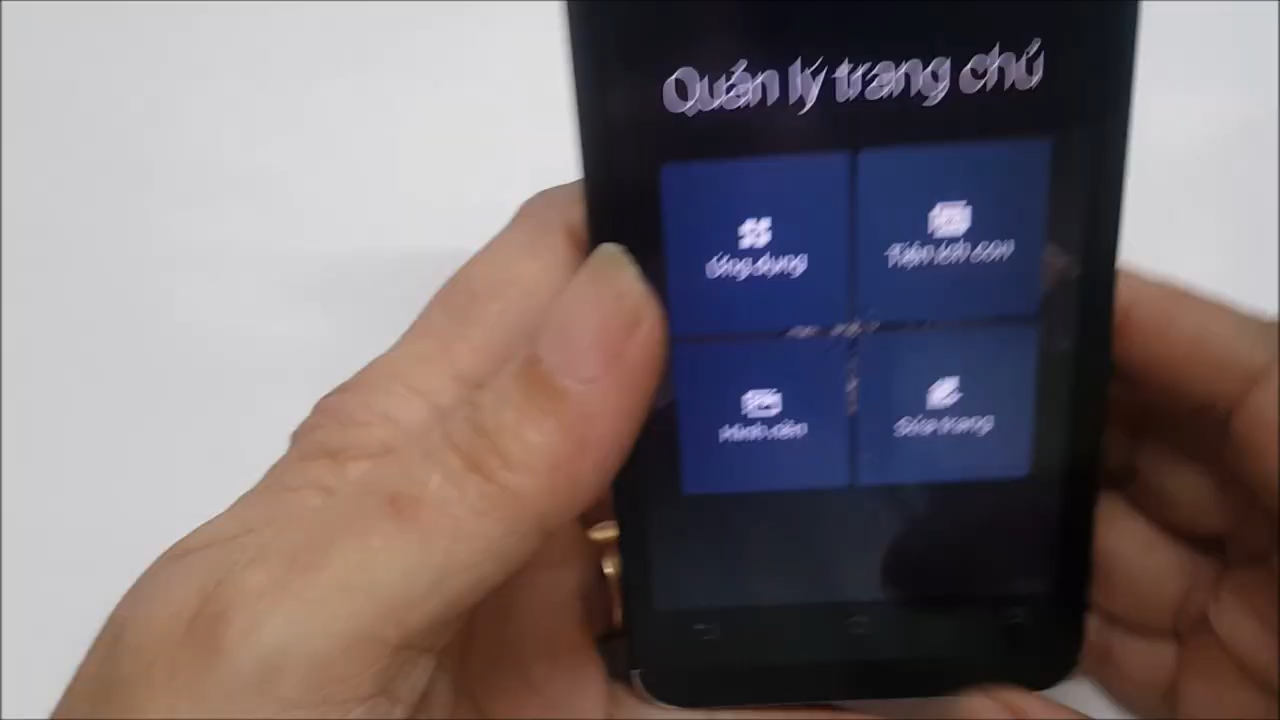 Quản lý trang chủ
Ứng dụng
Tiện ích con
Hình nền
Sửa trang